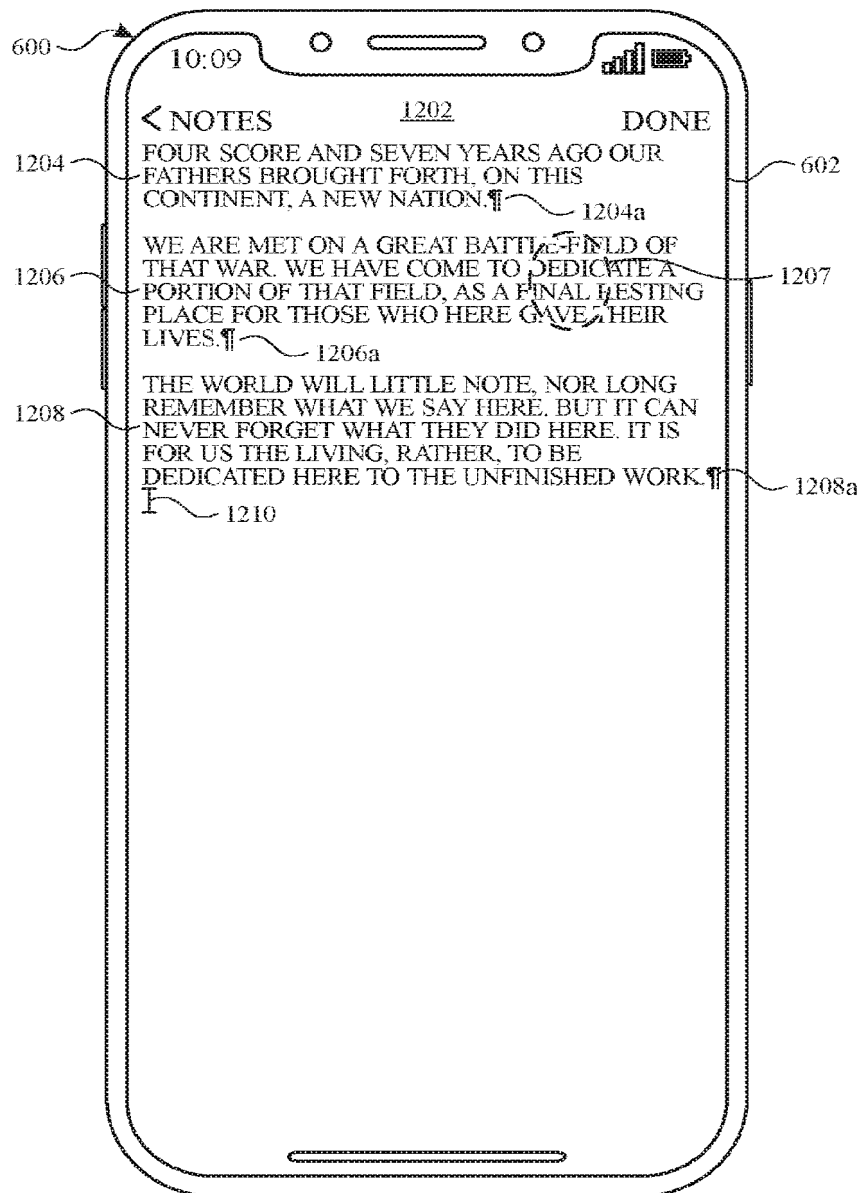 600
10:09
< NOTES 1202 DONE
1204
FOUR SCORE AND SEVEN YEARS AGO OUR
FATHERS BROUGHT FORTH, ON THIS
CONTINENT, A NEW NATION.¶
602
1204a
1206
WE ARE MET ON A GREAT BATTLE-FIELD OF
THAT WAR. WE HAVE COME TO DEDICATE A
PORTION OF THAT FIELD, AS A FINAL RESTING
PLACE FOR THOSE WHO HERE GAVE THEIR
LIVES.¶
1207
1206a
1208
THE WORLD WILL LITTLE NOTE, NOR LONG
REMEMBER WHAT WE SAY HERE. BUT IT CAN
NEVER FORGET WHAT THEY DID HERE. IT IS
FOR US THE LIVING, RATHER, TO BE
DEDICATED HERE TO THE UNFINISHED WORK.¶
1208a
1210